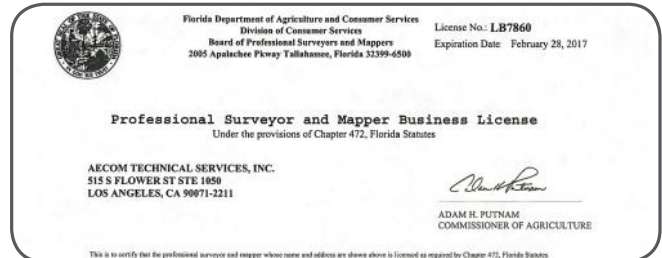 Florida Department of Agriculture and Consumer Services
Division of Consumer Services
Board of Professional Surveyors and Mappers
2005 Apalachee Pkway Tallahassee, Florida 32399-6500
License No.: LB7860
Expiration Date February 28, 2017
Professional Surveyor and Mapper Business License
Under the provisions of Chapter 472, Florida Statutes
AECOM TECHNICAL SERVICES, INC.
515 S FLOWER ST STE 1050
LOS ANGELES, CA 90071-2211
ADAM H. PUTNAM
COMMISSIONER OF AGRICULTURE
This is to certify that the professional surveyor and mapper whose name and address are shown above is licensed as required by Chapter 472, Florida Statutes